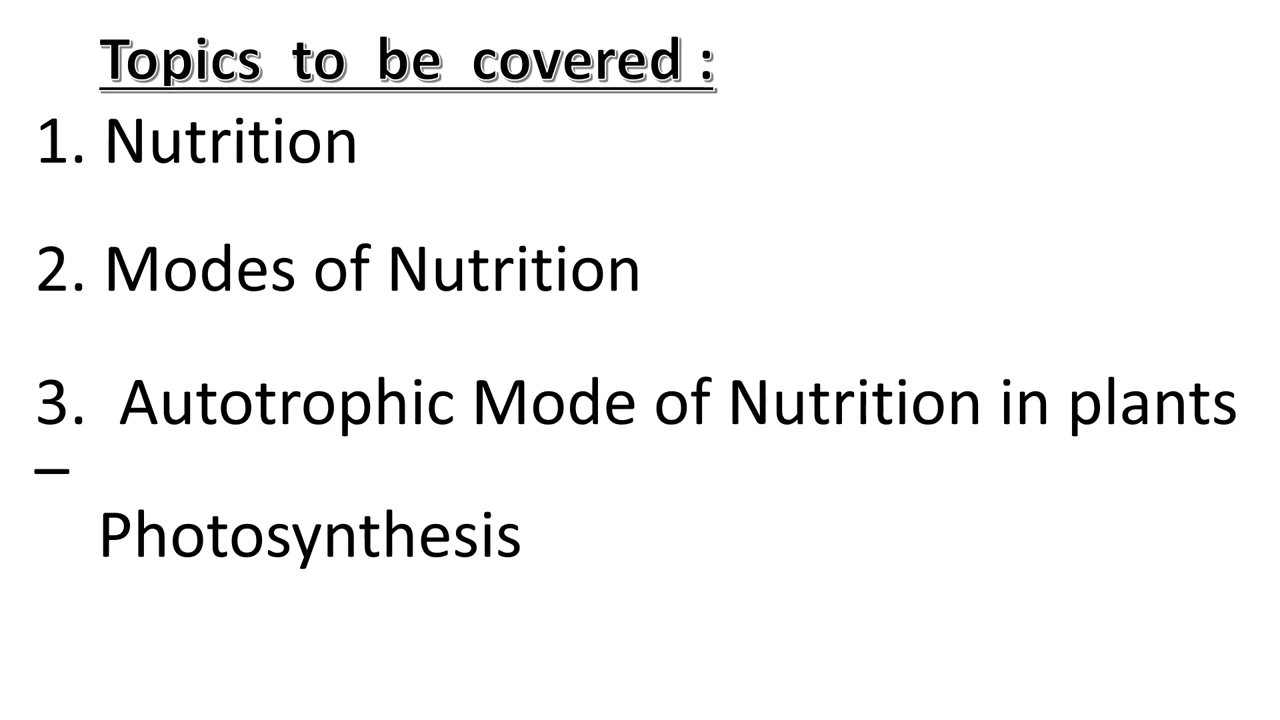 Topics to be covered :
1. Nutrition
2. Modes of Nutrition
3. Autotrophic Mode of Nutrition in plants
–
Photosynthesis